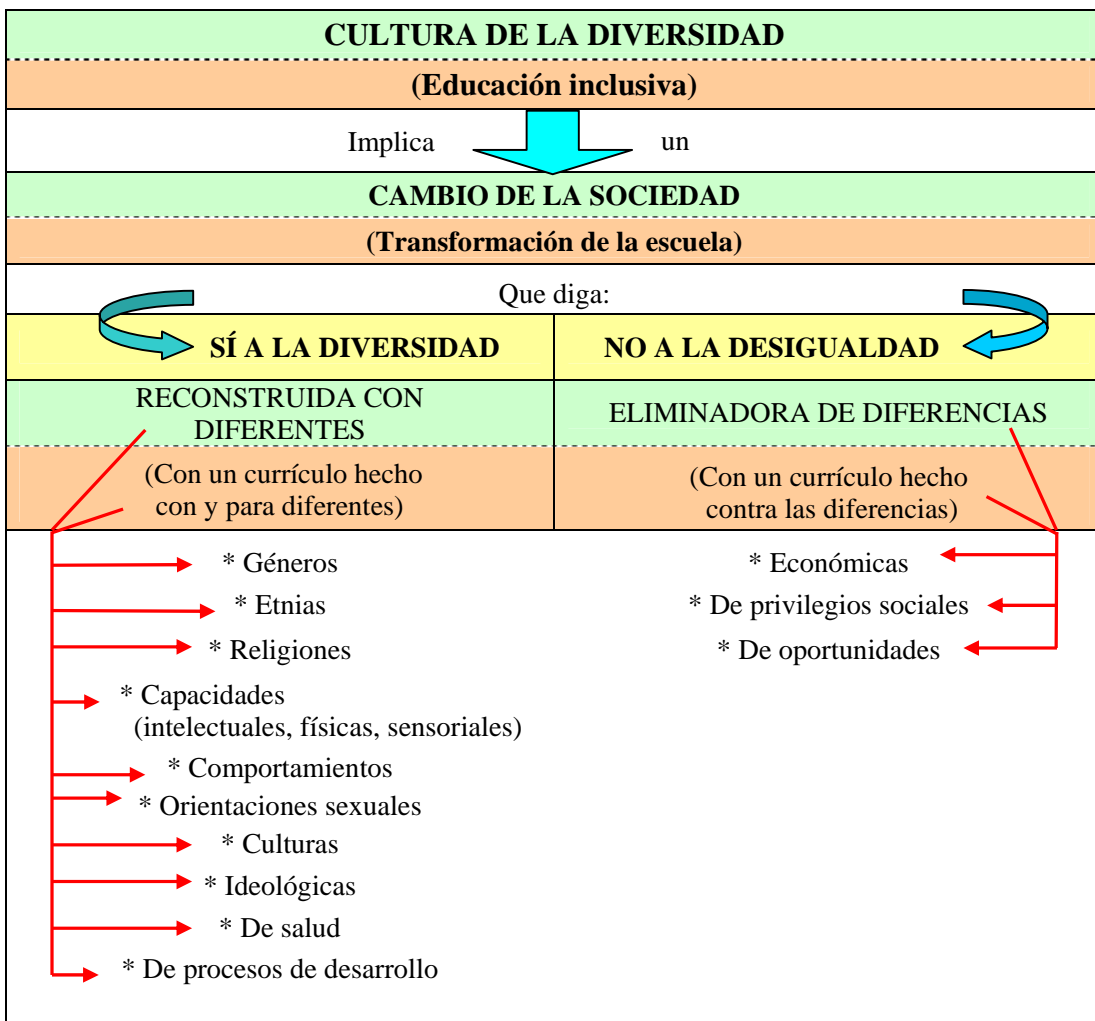 CULTURA DE LA DIVERSIDAD
(Educación inclusiva)
Implica un
CAMBIO DE LA SOCIEDAD
(Transformación de la escuela)
Que diga:
SÍ A LA DIVERSIDAD
NO A LA DESIGUALDAD
RECONSTRUIDA CON
DIFERENTES
ELIMINADORA DE DIFERENCIAS
(Con un currículo hecho
con y para diferentes)
(Con un currículo hecho
contra las diferencias)
* Géneros
* Etnias
* Religiones
* Capacidades
(intelectuales, físicas, sensoriales)
* Comportamientos
* Orientaciones sexuales
* Culturas
* Ideológicas
* De salud
* De procesos de desarrollo
* Económicas
* De privilegios sociales
* De oportunidades